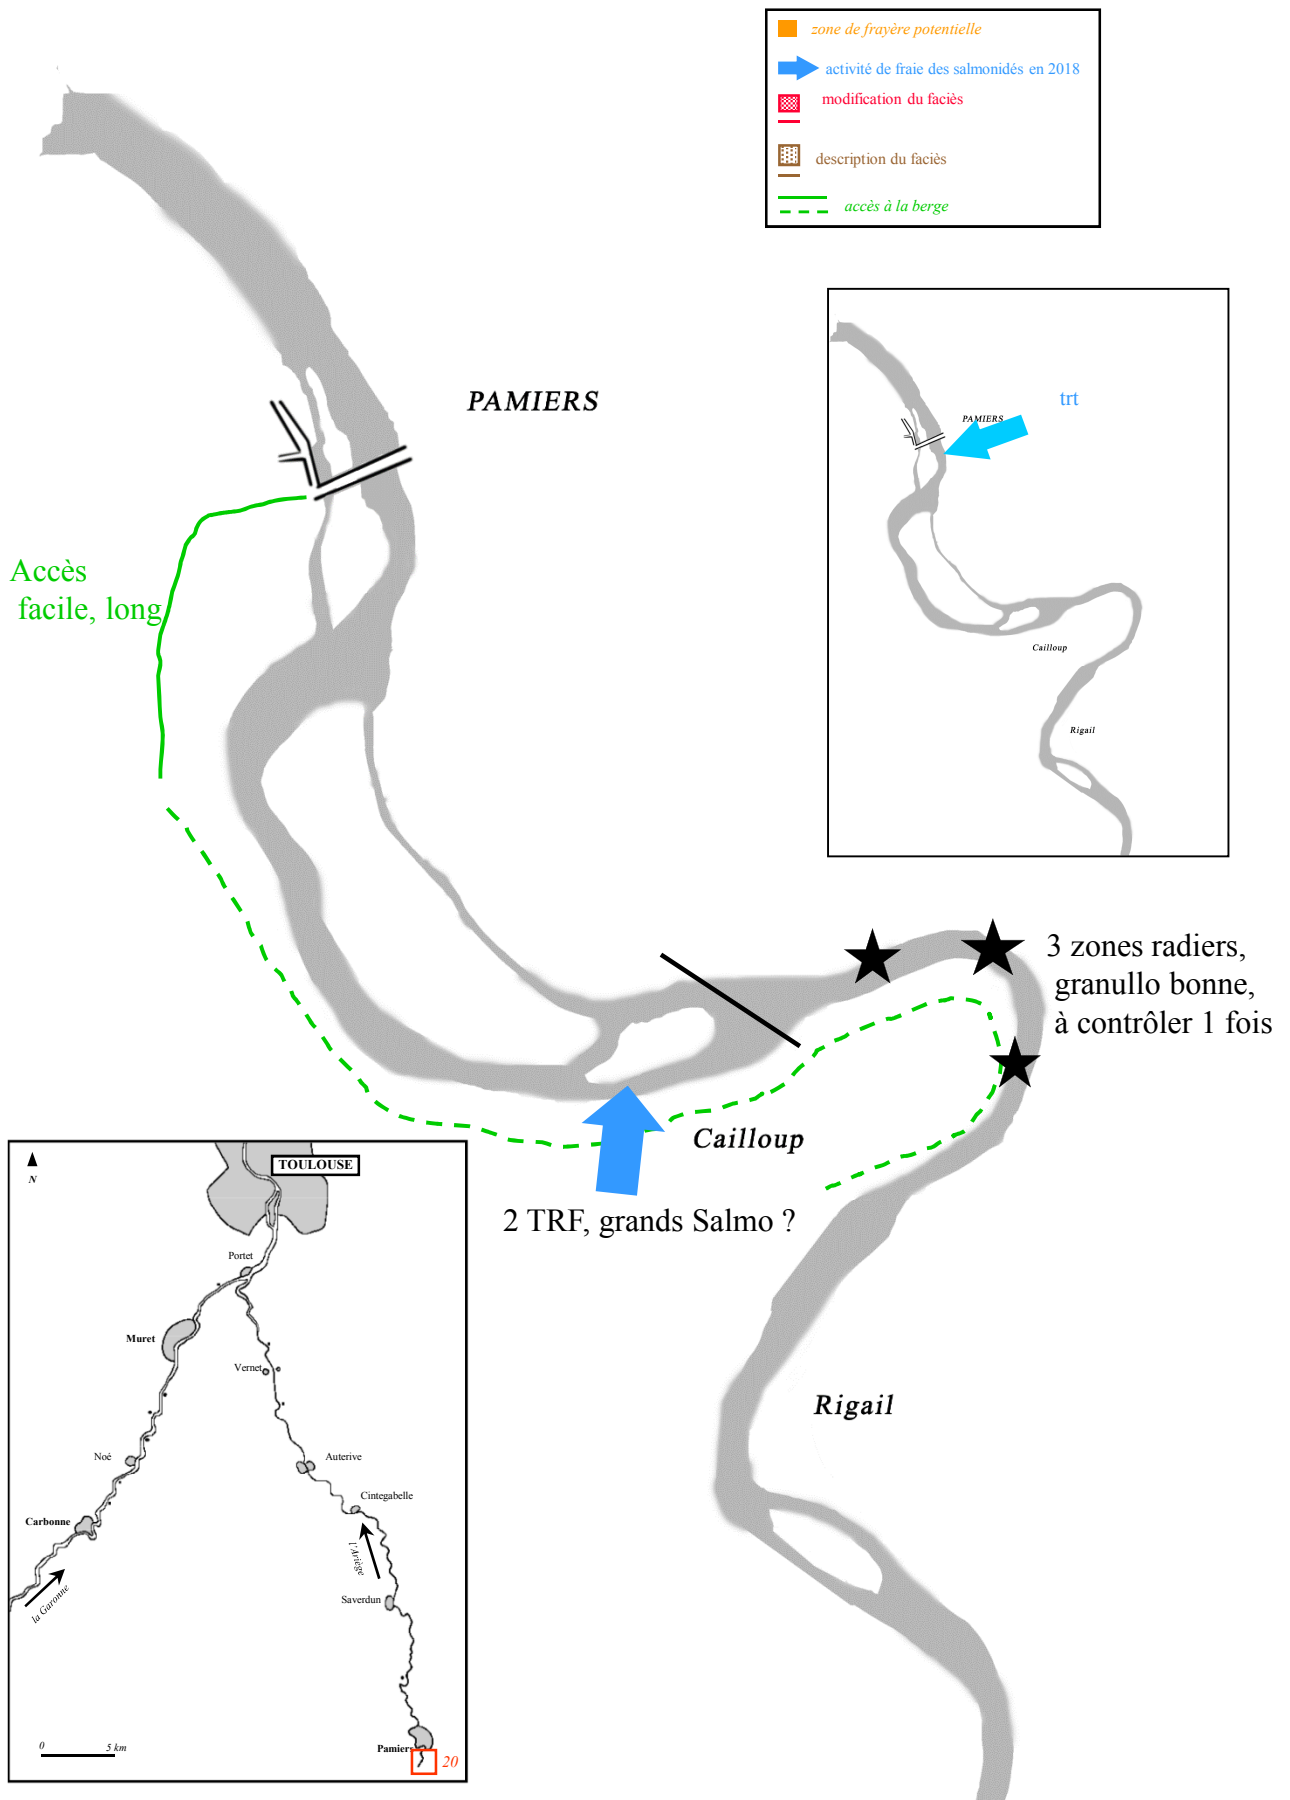 zone de frayère potentielle
activité de fraie des salmonidés en 2018
modification du faciès
description du faciès
accès à la berge
PAMIERS
trt
PAMIERS
Cailloup
Rigail
Accès
facile, long
3 zones radiers,
granullo bonne,
à contrôler 1 fois
Cailloup
2 TRF, grands Salmo ?
Rigail
N
TOULOUSE
Portet
Muret
Vernet
Noé
Auterive
Cintegabelle
Carbonne
l'Ariège
la Garonne
Saverdun
Pamiers
20
0 5 km